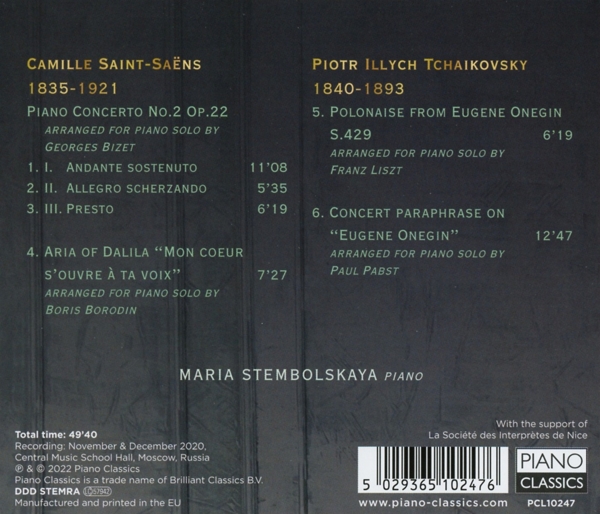 CAMILLE SAINT-SAËNS
1835-1921
PIANO CONCERTO NO.2 OP.22
ARRANGED FOR PIANO SOLO BY
GEORGES BIZET
1. I. ANDANTE SOSTENUTO 11'08
2. II. ALLEGRO SCHERZANDO 5'35
3. III. PRESTO 6'19
4. ARIA OF DALILA “MON COEUR
S'OUVRE À TA VOIX” 7'27
ARRANGED FOR PIANO SOLO BY
BORIS BORODIN
PIOTR ILLYCH TCHAIKOVSKY
1840-1893
5. POLONAISE FROM EUGENE ONEGIN
S.429 6'19
ARRANGED FOR PIANO SOLO BY
FRANZ LISZT
6. CONCERT PARAPHRASE ON
“EUGENE ONEGIN” 12'47
ARRANGED FOR PIANO SOLO BY
PAUL PABST
MARIA STEMBOLSKAYA PIANO
Total time: 49'40
Recording: November & December 2020,
Central Music School Hall, Moscow, Russia
℗ & © 2022 Piano Classics
Piano Classics is a trade name of Brilliant Classics B.V.
DDD STEMRA LC 57942
Manufactured and printed in the EU
With the support of
La Société des Interprètes de Nice
5 029365 102476
www.piano-classics.com
PIANO
CLASSICS
PCL10247